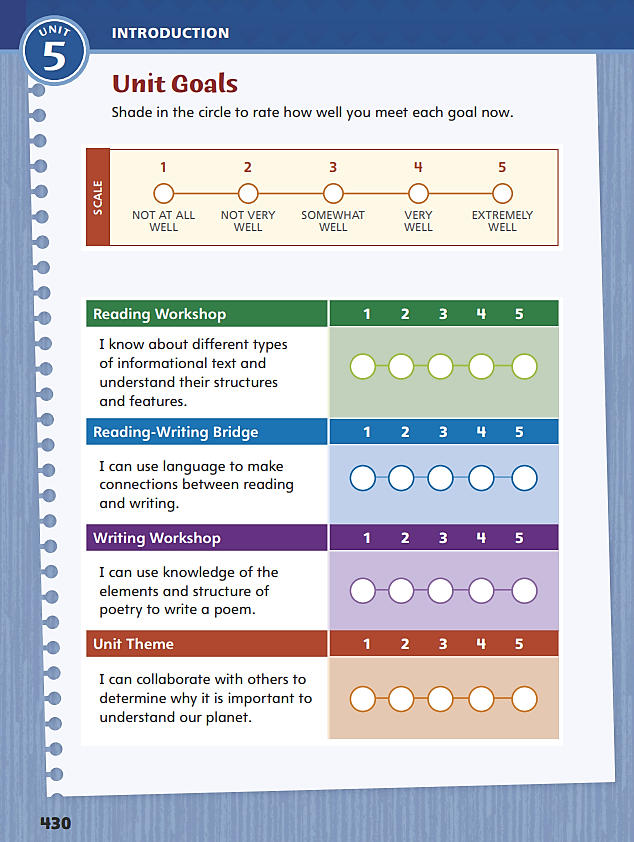 UNIT
5
INTRODUCTION
Unit Goals
Shade in the circle to rate how well you meet each goal now.
SCALE
1 2 3 4 5
NOT AT ALL WELL
NOT VERY WELL
SOMEWHAT WELL
VERY WELL
EXTREMELY WELL
Reading Workshop 1 2 3 4 5
I know about different types
of informational text and
understand their structures
and features.
Reading-Writing Bridge 1 2 3 4 5
I can use language to make
connections between reading
and writing.
Writing Workshop 1 2 3 4 5
I can use knowledge of the
elements and structure of
poetry to write a poem.
Unit Theme 1 2 3 4 5
I can collaborate with others to
determine why it is important to
understand our planet.
430